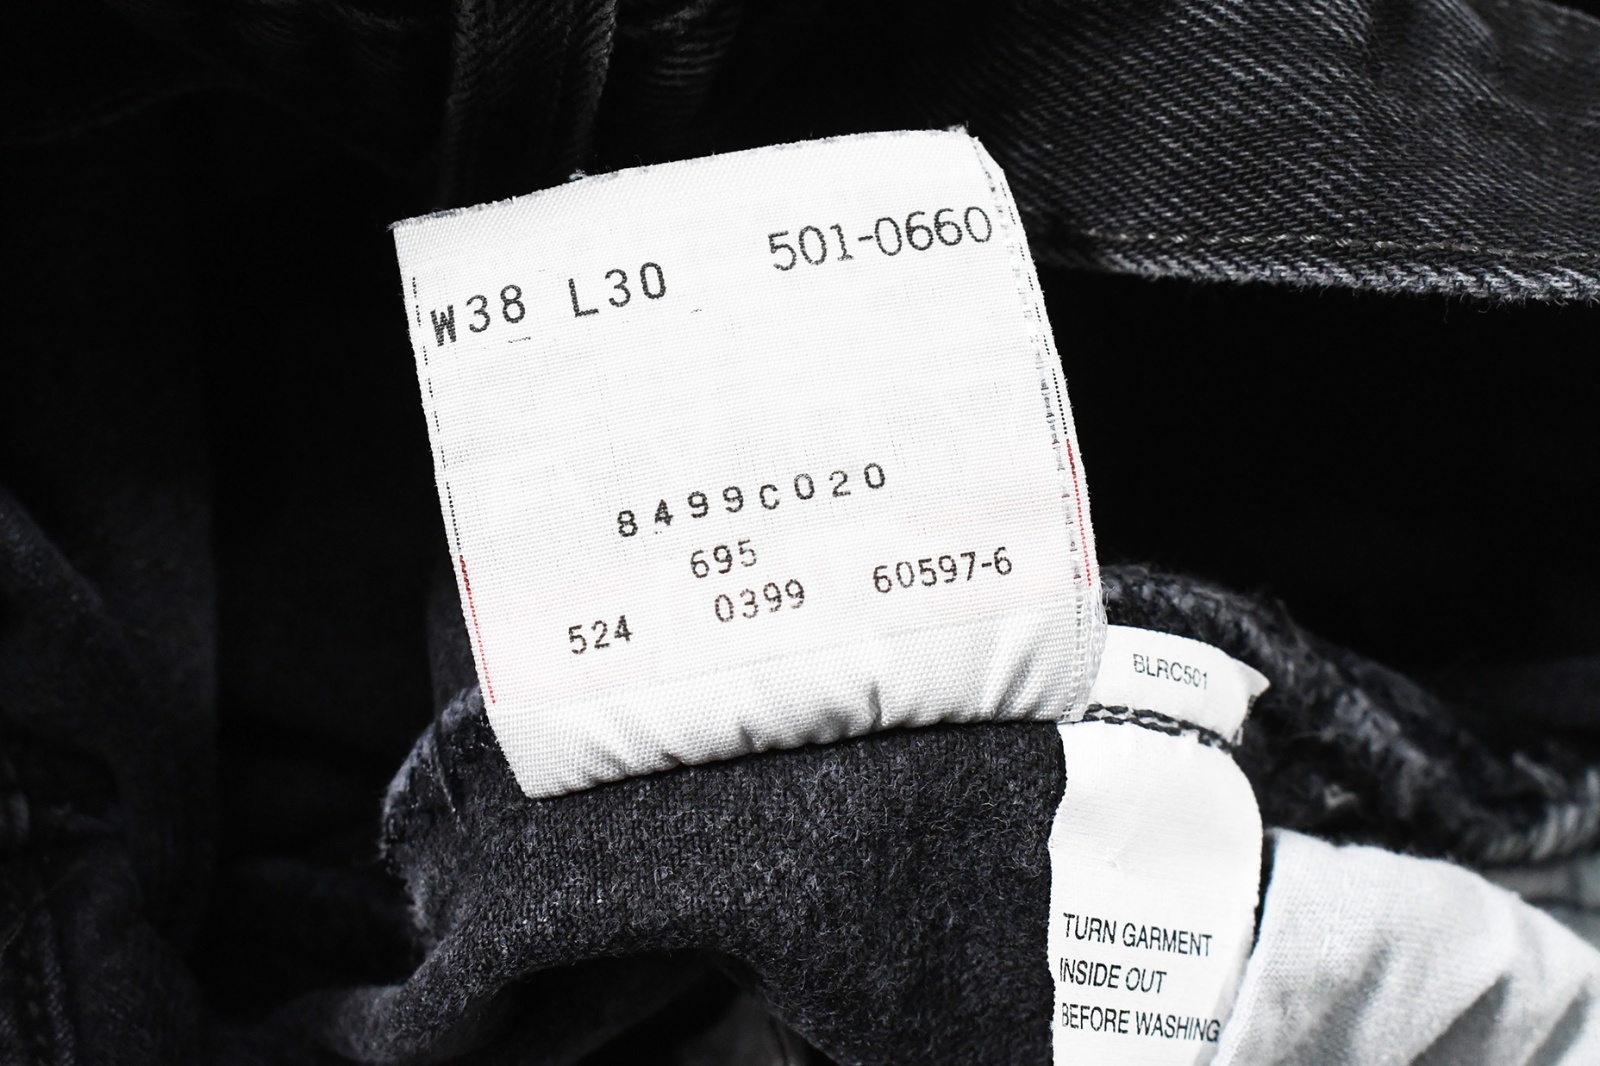 W38 L30 501-0660
8499C020
695
524 0399 60597-6
BLRC501
TURN GARMENT
INSIDE OUT
BEFORE WASHING